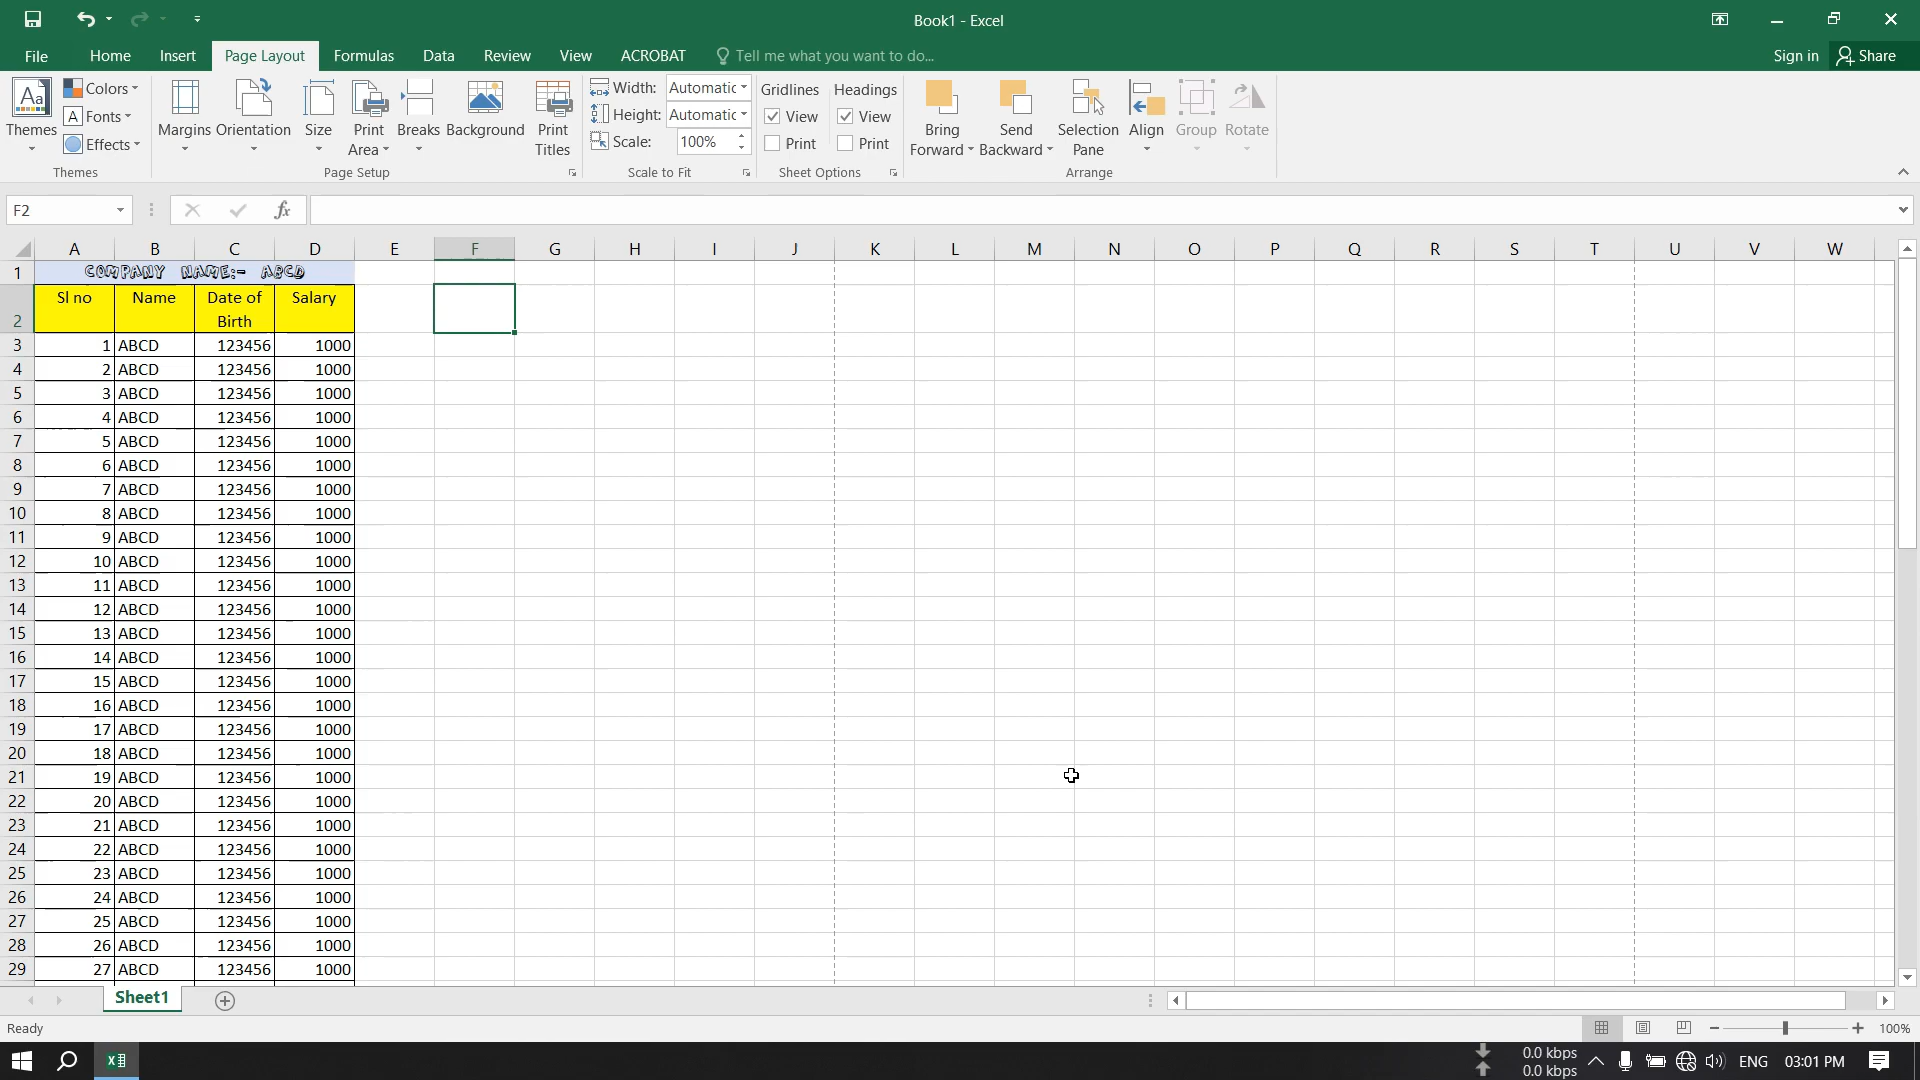 Book1 - Excel
File Home Insert Page Layout Formulas Data Review View ACROBAT Tell me what you want to do... Sign in Share
Themes
Colors
Fonts
Effects
Themes
Margins Orientation Size Print Area Breaks Background Print Titles
Page Setup
Width: Automatic
Height: Automatic
Scale: 100%
Scale to Fit
Gridlines Headings
View View
Print Print
Sheet Options
Bring Forward Send Backward Selection Pane Align Group Rotate
Arrange
F2 fx
A B C D E F G H I J K L M N O P Q R S T U V W
1 COMPANY NAME:- ABCD
2 Sl no Name Date of Birth Salary
3 1 ABCD 123456 1000
4 2 ABCD 123456 1000
5 3 ABCD 123456 1000
6 4 ABCD 123456 1000
7 5 ABCD 123456 1000
8 6 ABCD 123456 1000
9 7 ABCD 123456 1000
10 8 ABCD 123456 1000
11 9 ABCD 123456 1000
12 10 ABCD 123456 1000
13 11 ABCD 123456 1000
14 12 ABCD 123456 1000
15 13 ABCD 123456 1000
16 14 ABCD 123456 1000
17 15 ABCD 123456 1000
18 16 ABCD 123456 1000
19 17 ABCD 123456 1000
20 18 ABCD 123456 1000
21 19 ABCD 123456 1000
22 20 ABCD 123456 1000
23 21 ABCD 123456 1000
24 22 ABCD 123456 1000
25 23 ABCD 123456 1000
26 24 ABCD 123456 1000
27 25 ABCD 123456 1000
28 26 ABCD 123456 1000
29 27 ABCD 123456 1000
Sheet1
Ready 100%
0.0 kbps
0.0 kbps
ENG 03:01 PM